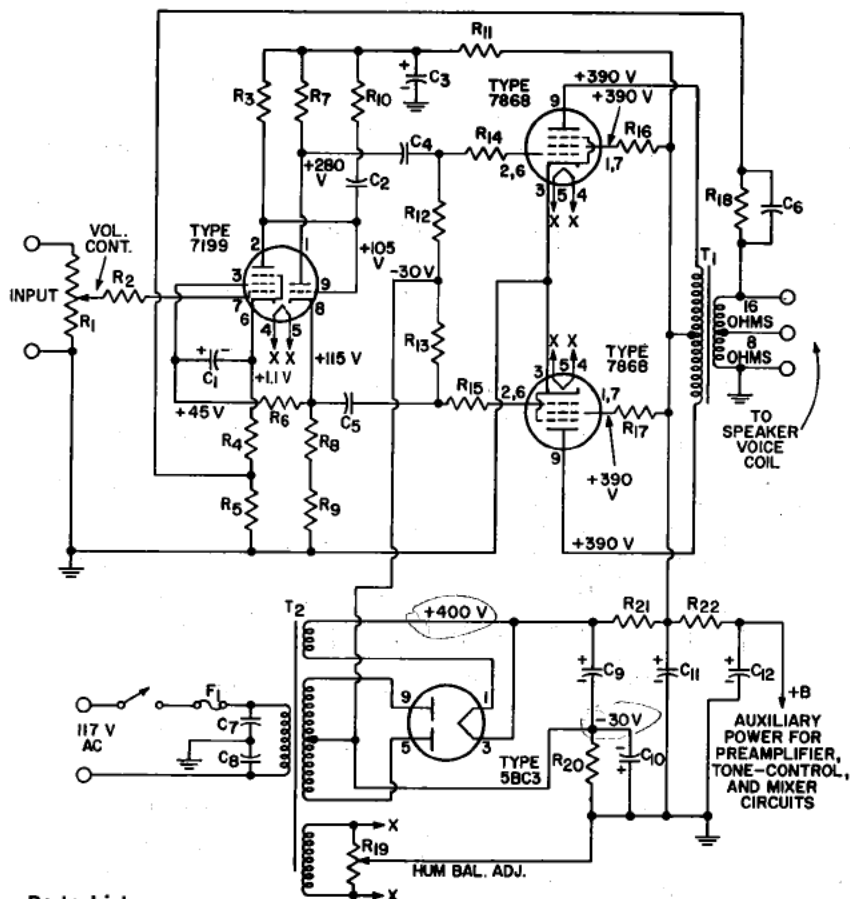 R11
C3
TYPE
7868
+390 V
+390 V
9
R3
R7
R10
C4
R14
R16
+280
V
C2
2,6
3
5
4
1,7
X
X
R18
C6
TYPE
7199
2
1
+105
V
R12
VOL.
CONT.
R2
3
7
6
9
8
4
5
-30V
T1
INPUT
R1
X X
+115 V
R13
X
X
16
OHMS
8
OHMS
C1
+1.1 V
3
5
4
TYPE
7868
+45V
R6
C5
R15
2,6
1,7
R17
TO
SPEAKER
VOICE
COIL
R4
R8
9
+390
V
R5
R9
+390 V
T2
+400 V
R21
R22
F1
9
1
C9
C11
C12
117 V
AC
C7
C8
5
3
-30V
+B
TYPE
5BC3
R20
C10
AUXILIARY
POWER FOR
PREAMPLIFIER,
TONE-CONTROL,
AND MIXER
CIRCUITS
X
R19
HUM BAL. ADJ.
X
Parts List